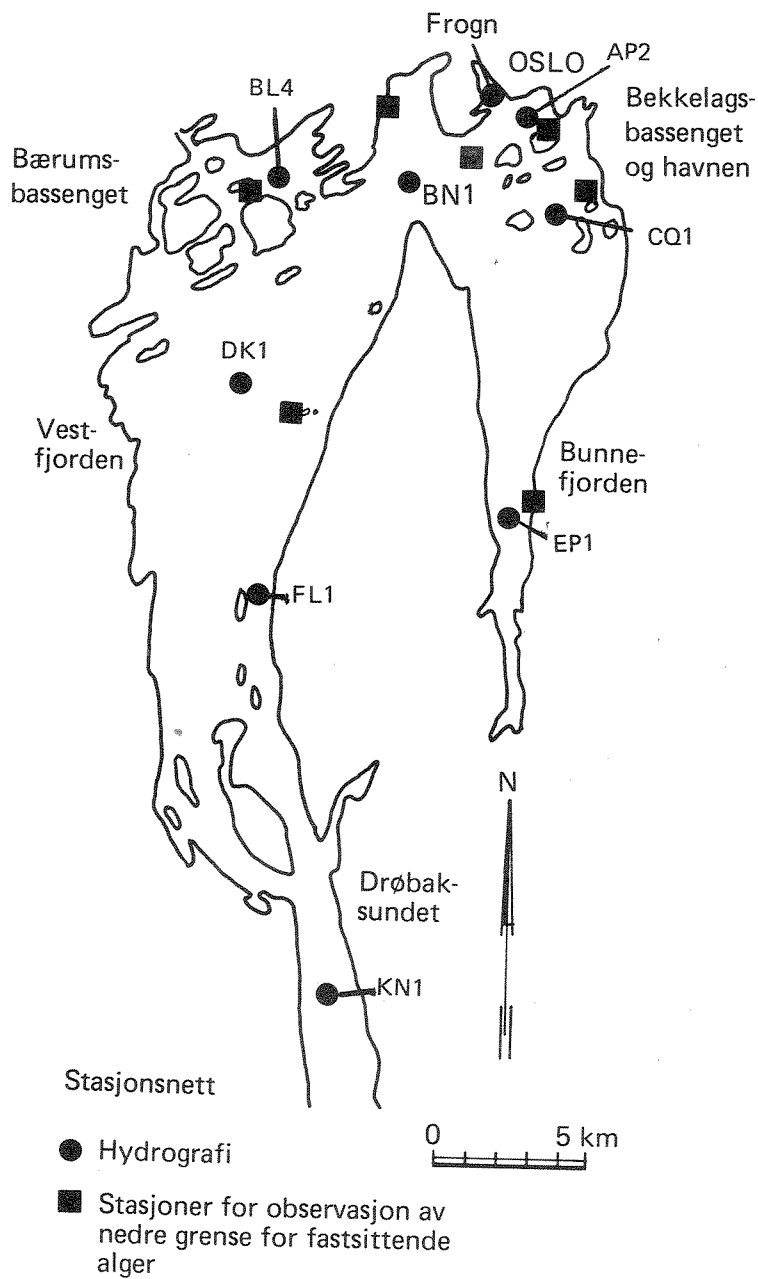 Frogn
OSLO
AP2
BL4
Bekkelags-
bassenget
og havnen
Bærums-
bassenget
BN1
CQ1
DK1
Vest-
fjorden
Bunne-
fjorden
EP1
FL1
N
Drøbak-
sundet
KN1
Stasjonsnett
0 5 km
Hydrografi
Stasjoner for observasjon av
nedre grense for fastsittende
alger